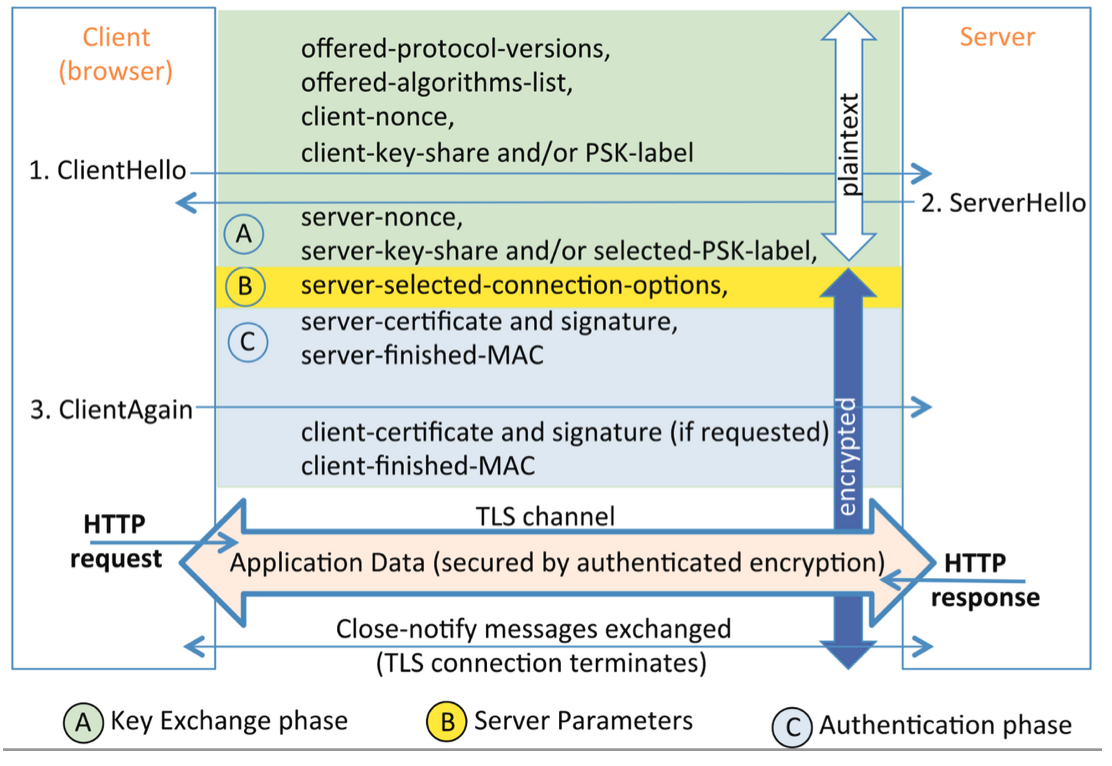 Client
(browser)
Server
offered-protocol-versions,
offered-algorithms-list,
client-nonce,
client-key-share and/or PSK-label
plaintext
1. ClientHello
2. ServerHello
A
server-nonce,
server-key-share and/or selected-PSK-label,
B
server-selected-connection-options,
C
server-certificate and signature,
server-finished-MAC
3. ClientAgain
encrypted
client-certificate and signature (if requested)
client-finished-MAC
TLS channel
HTTP
request
Application Data (secured by authenticated encryption)
HTTP
response
Close-notify messages exchanged
(TLS connection terminates)
A Key Exchange phase
B Server Parameters
C Authentication phase